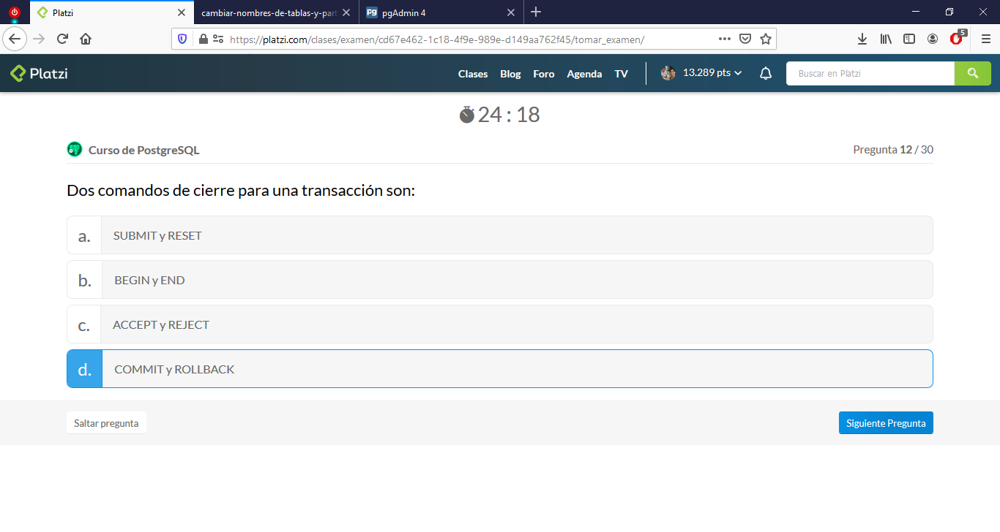 Platzi
cambiar-nombres-de-tablas-y-part
pgAdmin 4
https://platzi.com/clases/examen/cd67e462-1c18-4f9e-989e-d149aa762f45/tomar_examen/
5
Platzi
Clases Blog Foro Agenda TV
13.289 pts
Buscar en Platzi
24 : 18
Curso de PostgreSQL
Pregunta 12 / 30
Dos comandos de cierre para una transacción son:
a. SUBMIT y RESET
b. BEGIN y END
c. ACCEPT y REJECT
d. COMMIT y ROLLBACK
Saltar pregunta
Siguiente Pregunta